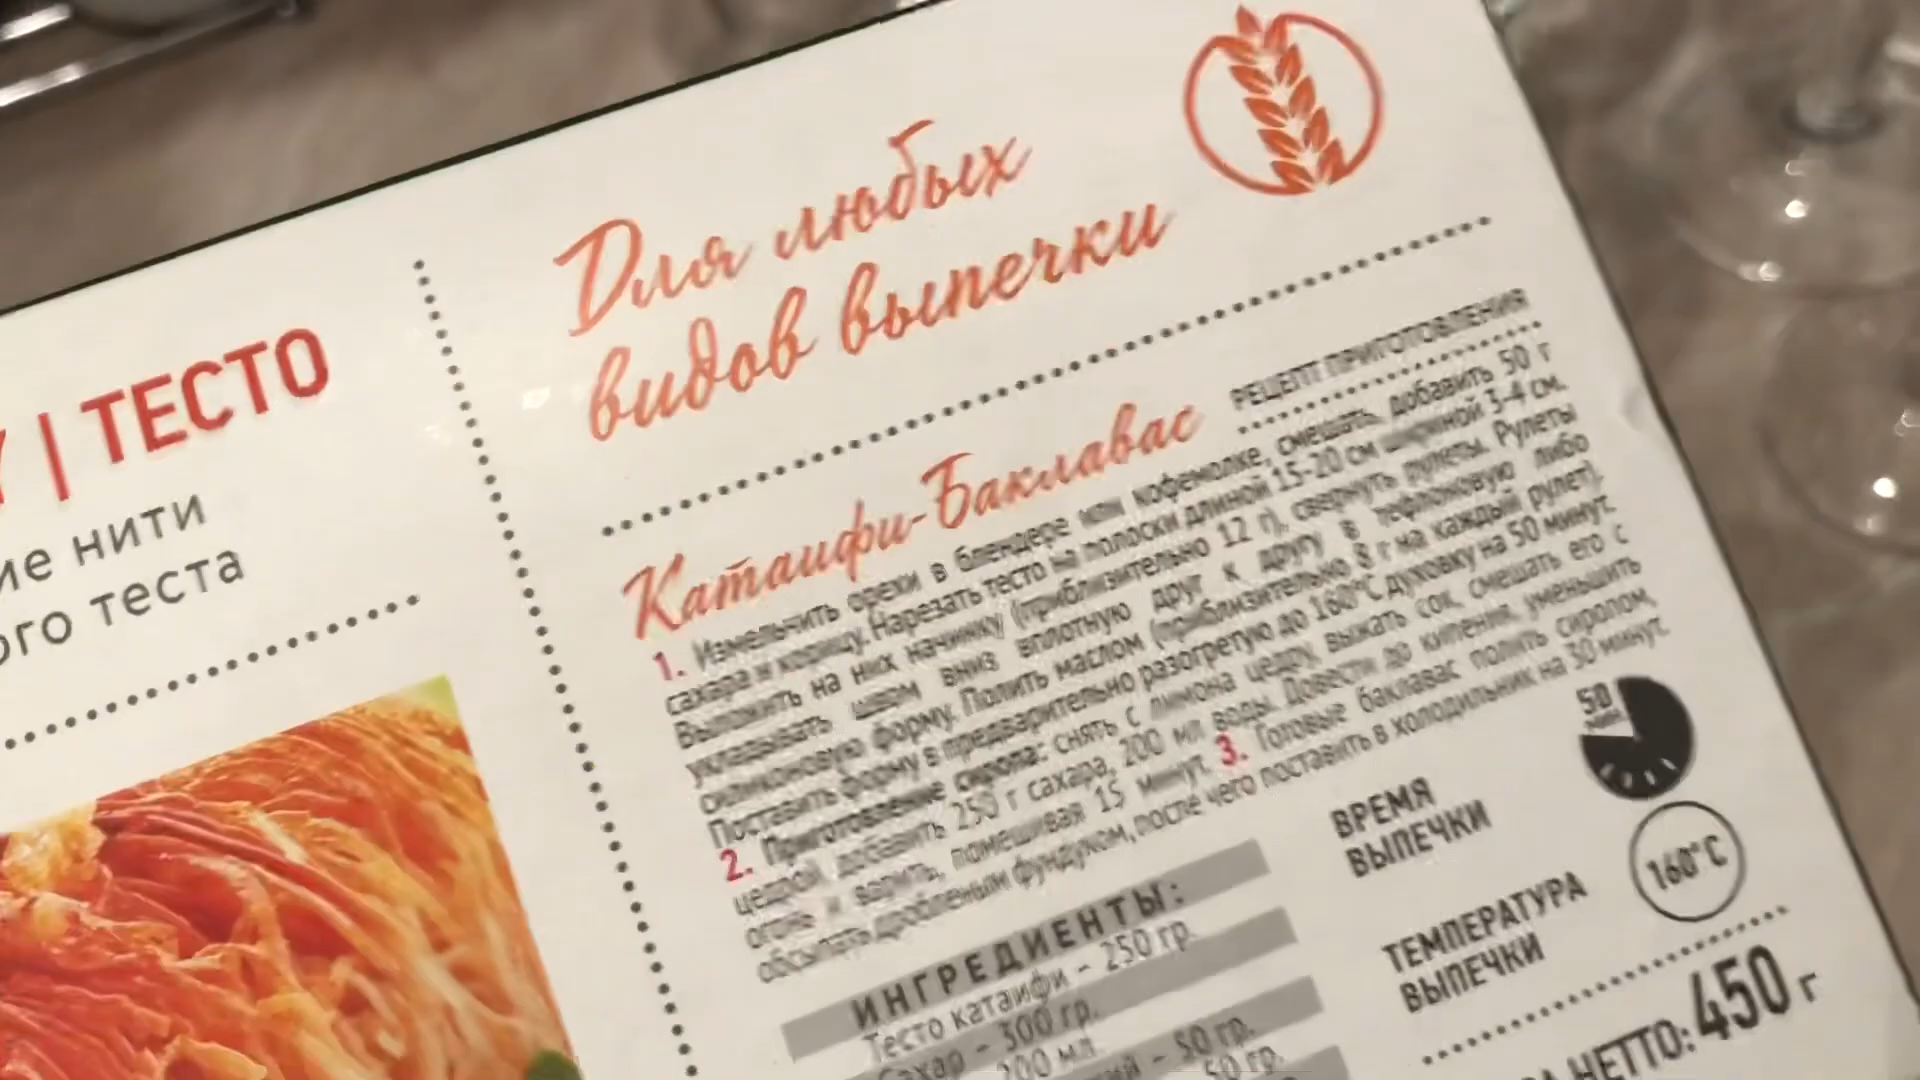 | ТЕСТО
нити
теста
Для любых
видов выпечки
Катаифи-Баклавас
РЕЦЕПТ ПРИГОТОВЛЕНИЯ
1. Измельчить орехи в блендере или кофемолке, смешать, добавить 50 г
сахара и корицу. Нарезать тесто на полоски длиной 15-20 см шириной 3-4 см.
Выложить на них начинку (приблизительно 12 г), свернуть рулеты. Рулеты
укладывать швом вниз вплотную друг к другу в тефлоновую либо
силиконовую форму. Полить маслом (приблизительно 8 г на каждый рулет).
Поставить форму в предварительно разогретую до 160°С духовку на 50 минут.
2. Приготовление сиропа: снять с лимона цедру, выжать сок, смешать его с
цедрой, добавить 250 г сахара, 200 мл воды. Довести до кипения, уменьшить
огонь и варить, помешивая 15 минут. 3. Готовые баклавас полить сиропом,
обсыпать дробленым фундуком, после чего поставить в холодильник на 30 минут.
ИНГРЕДИЕНТЫ:
Тесто катаифи – 250 гр.
Сахар – 300 гр.
200 мл.
– 50 гр.
50 гр.
50
ВРЕМЯ
ВЫПЕЧКИ
160°C
ТЕМПЕРАТУРА
ВЫПЕЧКИ
НЕТТО: 450 г